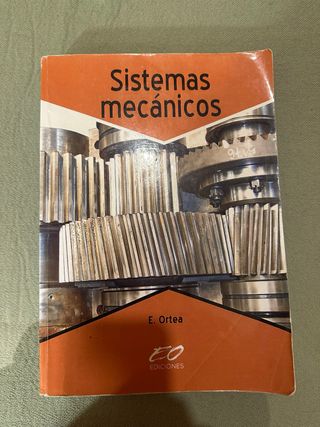 Sistemas
mecánicos
E. Ortea
EO
EDICIONES